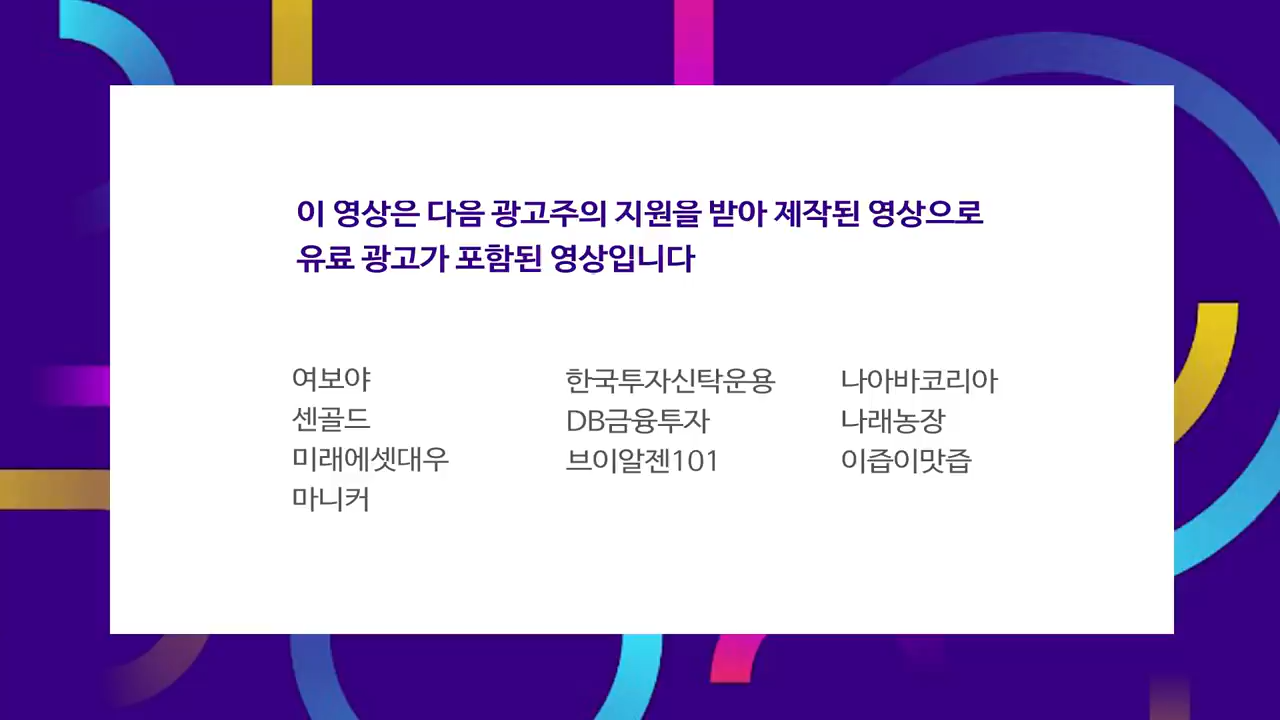 이 영상은 다음 광고주의 지원을 받아 제작된 영상으로
유료 광고가 포함된 영상입니다
여보야
센골드
미래에셋대우
마니커
한국투자신탁운용
DB금융투자
브이알젠101
나아바코리아
나래농장
이즙이맛즙